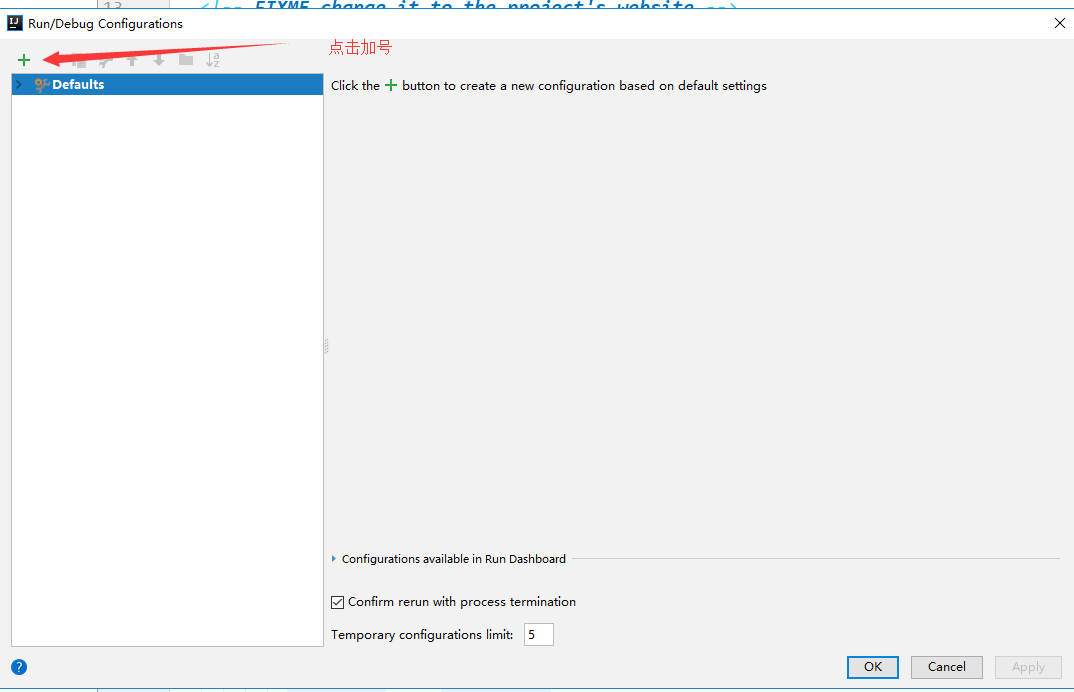 13 <!-- FIXME change it to the project's website -->
Run/Debug Configurations
点击加号
Defaults
Click the + button to create a new configuration based on default settings
Configurations available in Run Dashboard
Confirm rerun with process termination
Temporary configurations limit: 5
? OK Cancel Apply